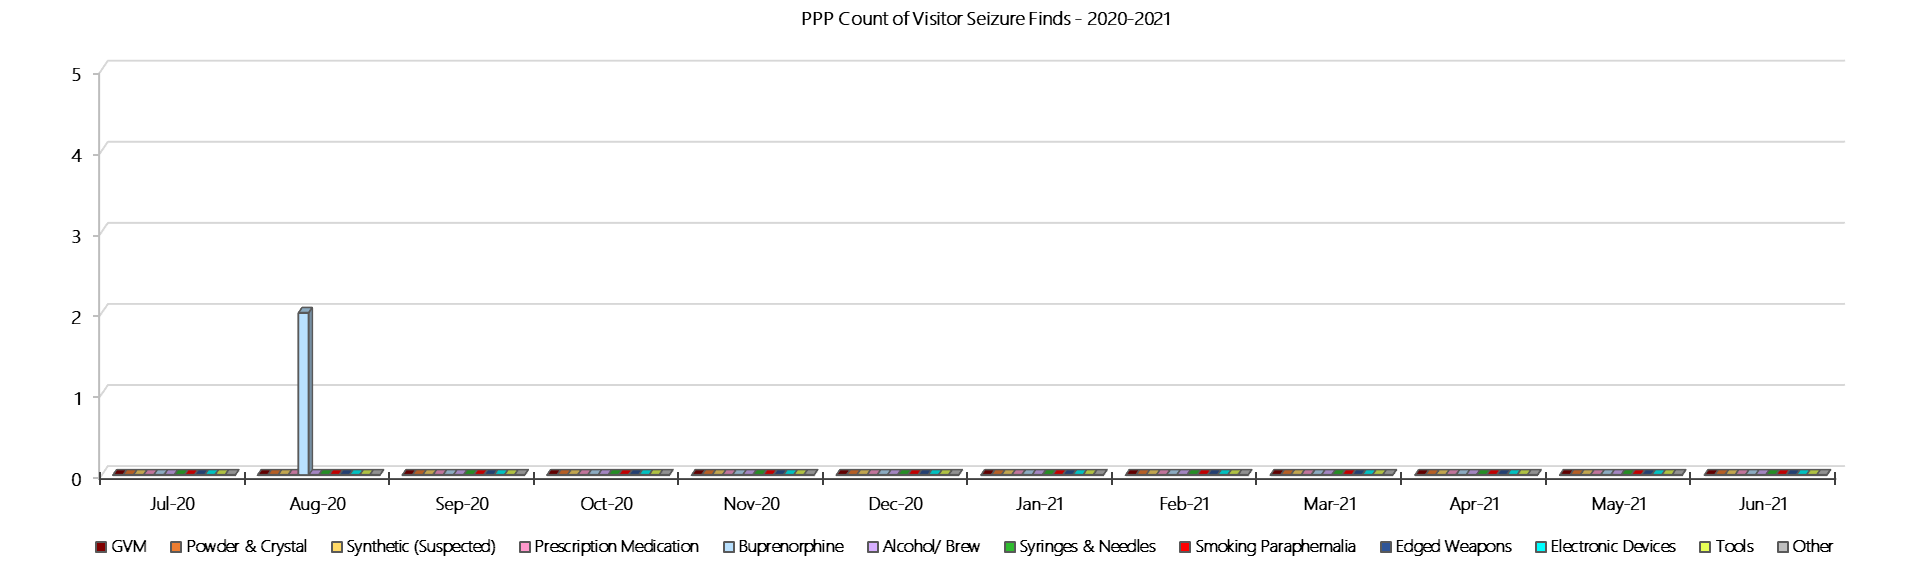 PPP Count of Visitor Seizure Finds - 2020-2021
5
4
3
2
1
0
Jul-20 Aug-20 Sep-20 Oct-20 Nov-20 Dec-20 Jan-21 Feb-21 Mar-21 Apr-21 May-21 Jun-21
GVM Powder & Crystal Synthetic (Suspected) Prescription Medication Buprenorphine Alcohol/ Brew Syringes & Needles Smoking Paraphernalia Edged Weapons Electronic Devices Tools Other